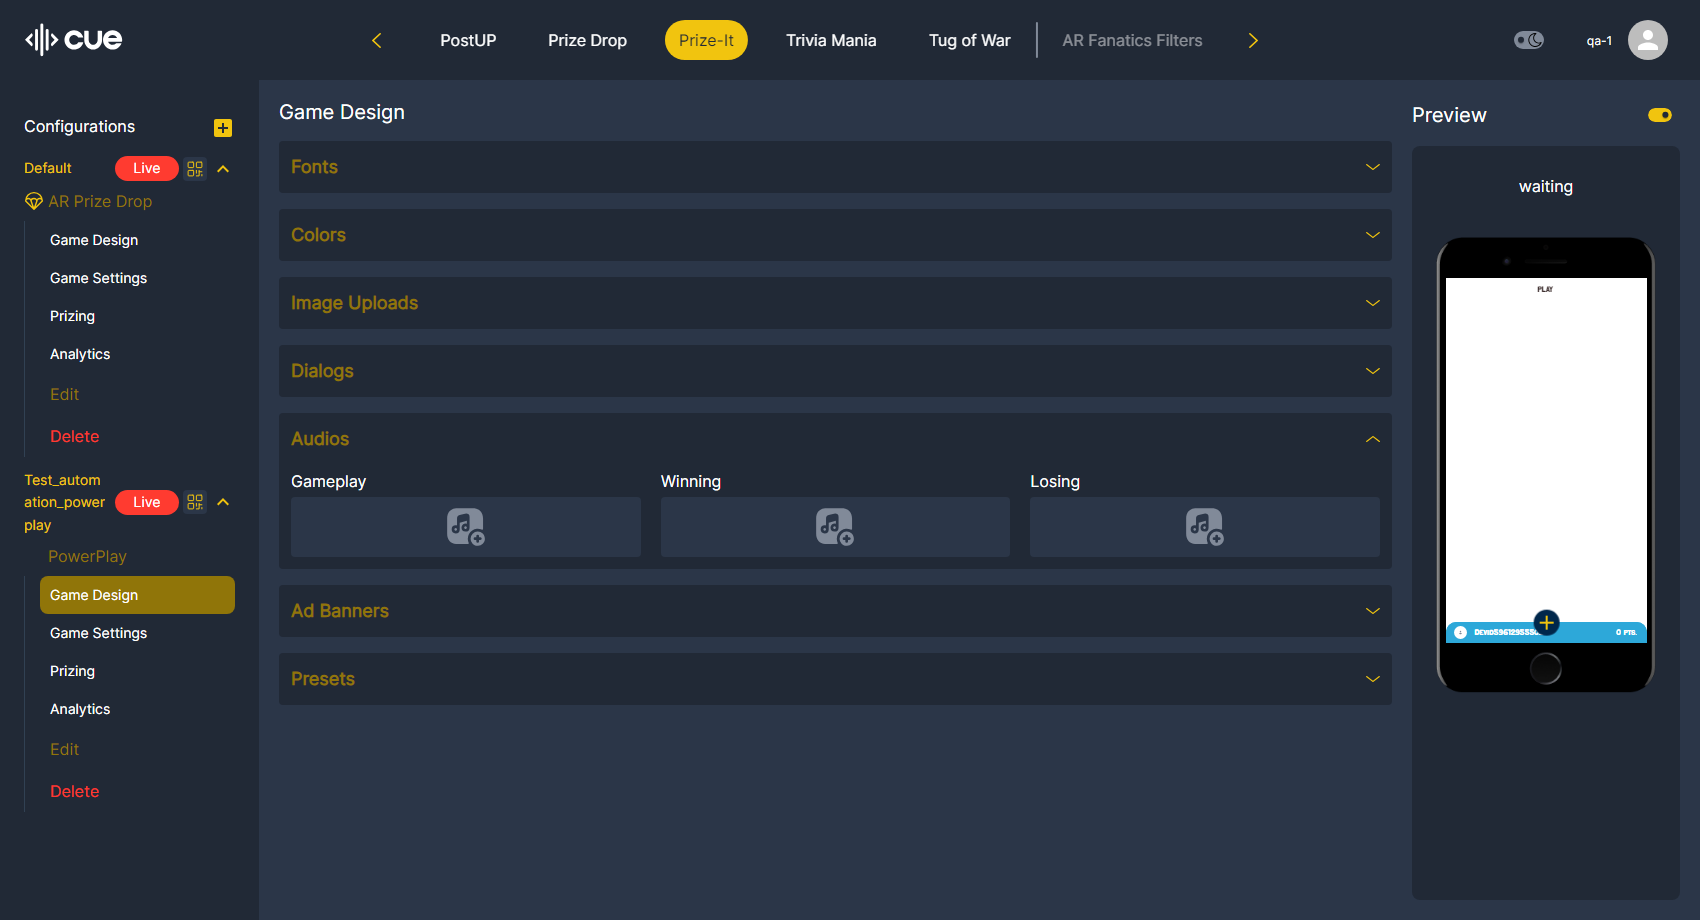 cue
PostUP
Prize Drop
Prize-It
Trivia Mania
Tug of War
AR Fanatics Filters
qa-1
Configurations
Default
Live
AR Prize Drop
Game Design
Game Settings
Prizing
Analytics
Edit
Delete
Test_autom
ation_power
play
Live
PowerPlay
Game Design
Game Settings
Prizing
Analytics
Edit
Delete
Game Design
Fonts
Colors
Image Uploads
Dialogs
Audios
Gameplay
Winning
Losing
Ad Banners
Presets
Preview
waiting
PLAY
0 PTS.